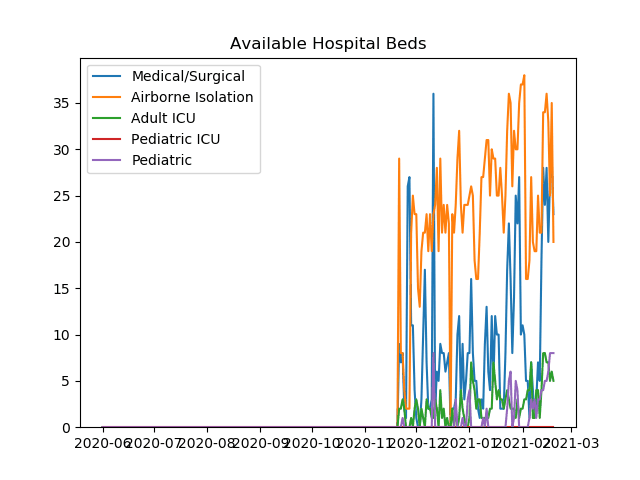 Available Hospital Beds
Medical/Surgical
Airborne Isolation
Adult ICU
Pediatric ICU
Pediatric
35
30
25
20
15
10
5
0
2020-06 2020-07 2020-08 2020-09 2020-10 2020-11 2020-12 2021-01 2021-02 2021-03